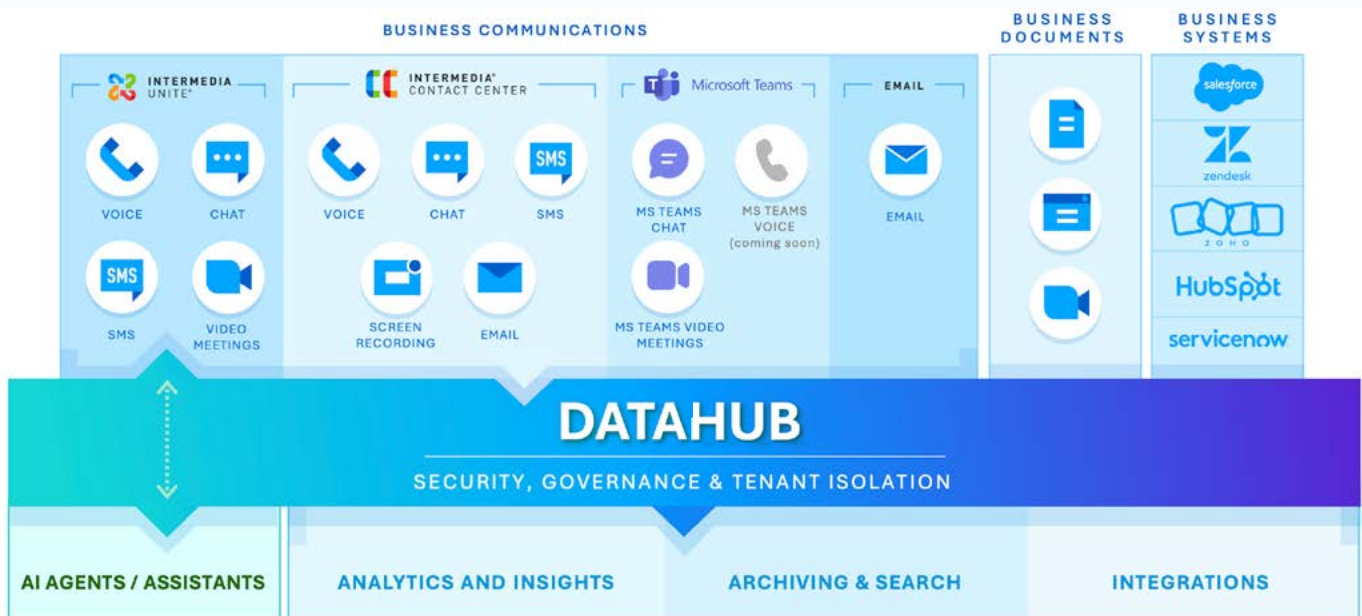 BUSINESS COMMUNICATIONS
BUSINESS
DOCUMENTS
BUSINESS
SYSTEMS
INTERMEDIA
UNITE®
INTERMEDIA®
CONTACT CENTER
Microsoft Teams
EMAIL
salesforce
VOICE
CHAT
VOICE
CHAT
SMS
SMS
MS TEAMS
CHAT
MS TEAMS
VOICE
(coming soon)
EMAIL
zendesk
ZOHO
SMS
SMS
VIDEO
MEETINGS
SCREEN
RECORDING
EMAIL
MS TEAMS VIDEO
MEETINGS
HubSpot
servicenow
DATAHUB
SECURITY, GOVERNANCE & TENANT ISOLATION
AI AGENTS / ASSISTANTS
ANALYTICS AND INSIGHTS
ARCHIVING & SEARCH
INTEGRATIONS